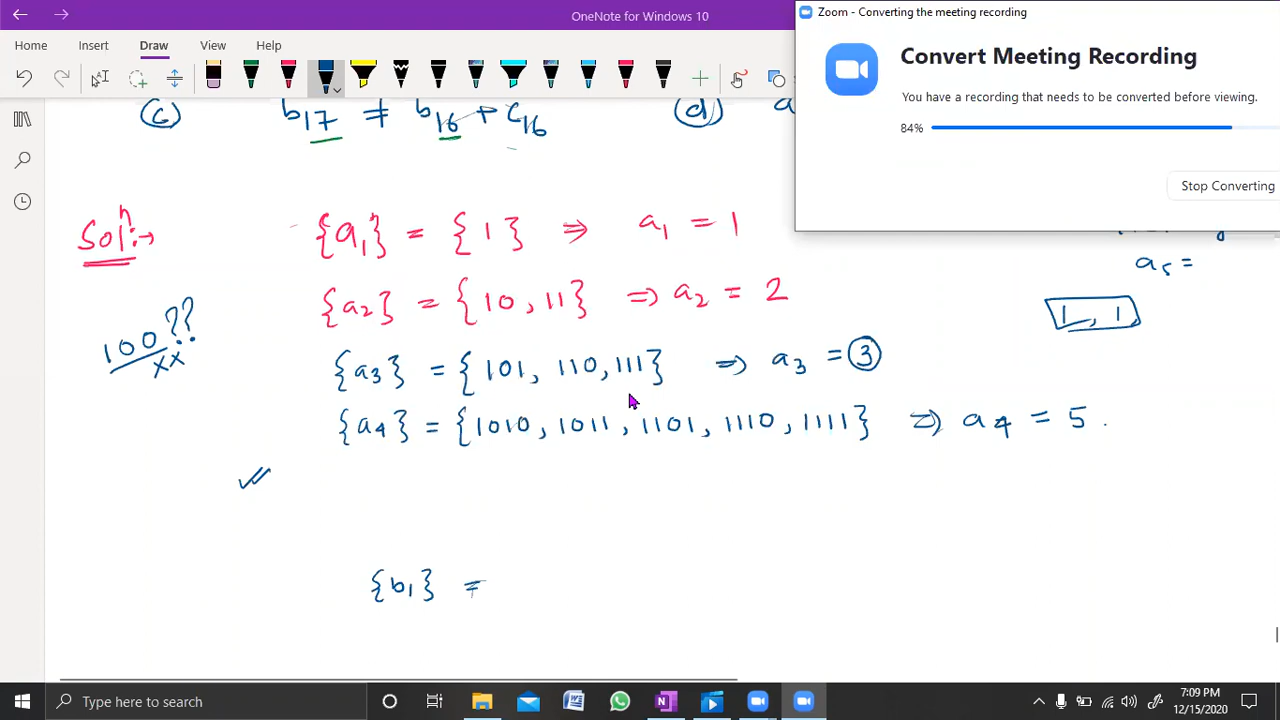 OneNote for Windows 10
Zoom - Converting the meeting recording
Home Insert Draw View Help
Convert Meeting Recording
You have a recording that needs to be converted before viewing.
84%
Stop Converting
(c) b17 ≠ b16 + C16 (d) a
Solⁿ:→ {a1} = {1} ⇒ a1 = 1
a5 =
{a2} = {10, 11} ⇒ a2 = 2
1, 1
100??
xx
{a3} = {101, 110, 111} ⇒ a3 = 3
{a4} = {1010, 1011, 1101, 1110, 1111} ⇒ a4 = 5.
{b1} =
Type here to search
7:09 PM
12/15/2020